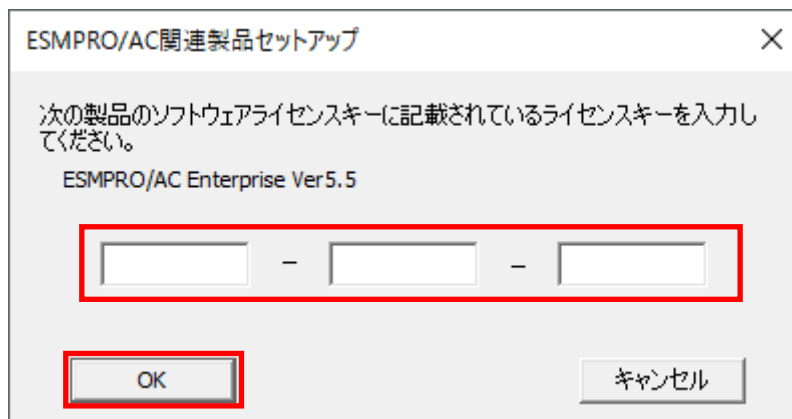 ESMPRO/AC関連製品セットアップ
次の製品のソフトウェアライセンスキーに記載されているライセンスキーを入力し
てください。
ESMPRO/AC Enterprise Ver5.5
– –
OK キャンセル